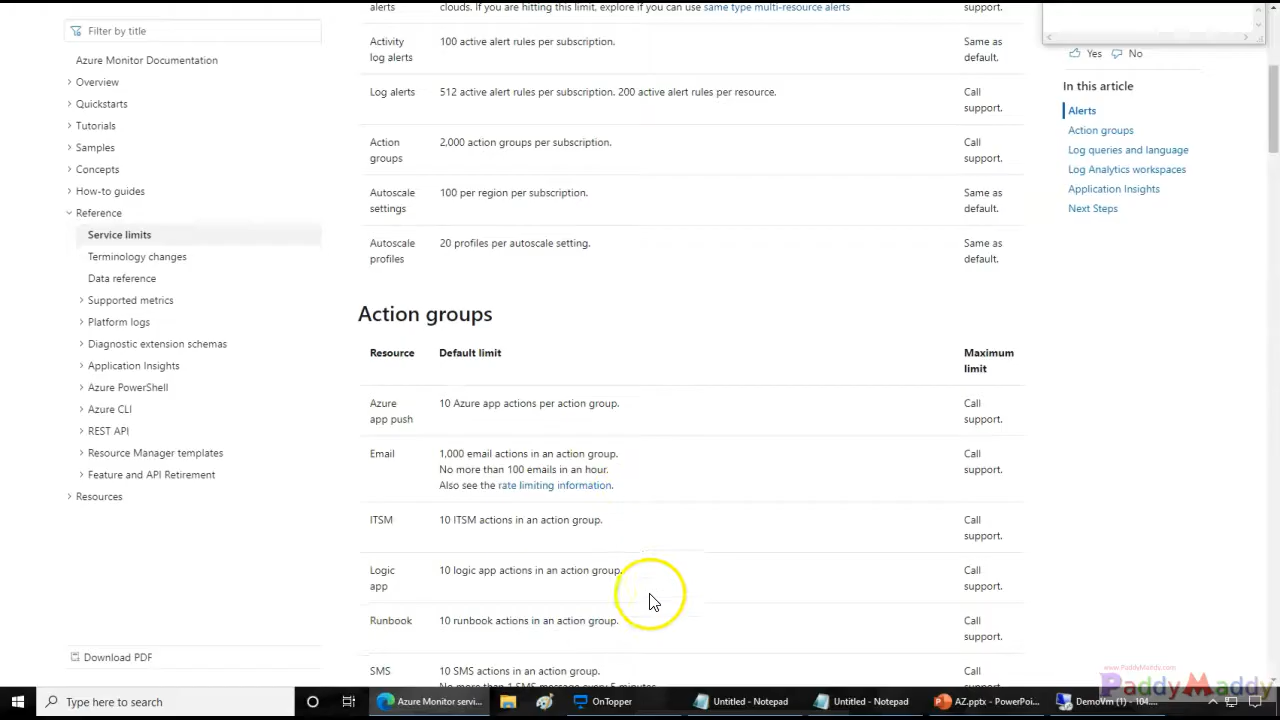 Filter by title
Azure Monitor Documentation
Overview
Quickstarts
Tutorials
Samples
Concepts
How-to guides
Reference
Service limits
Terminology changes
Data reference
Supported metrics
Platform logs
Diagnostic extension schemas
Application Insights
Azure PowerShell
Azure CLI
REST API
Resource Manager templates
Feature and API Retirement
Resources
Download PDF
alerts
clouds. If you are hitting this limit, explore if you can use same type multi-resource alerts
support.
Activity
log alerts
100 active alert rules per subscription.
Same as
default.
Log alerts
512 active alert rules per subscription. 200 active alert rules per resource.
Call
support.
Action
groups
2,000 action groups per subscription.
Call
support.
Autoscale
settings
100 per region per subscription.
Same as
default.
Autoscale
profiles
20 profiles per autoscale setting.
Same as
default.
Action groups
Resource
Default limit
Maximum
limit
Azure
app push
10 Azure app actions per action group.
Call
support.
Email
1,000 email actions in an action group.
No more than 100 emails in an hour.
Also see the rate limiting information.
Call
support.
ITSM
10 ITSM actions in an action group.
Call
support.
Logic
app
10 logic app actions in an action group.
Call
support.
Runbook
10 runbook actions in an action group.
Call
support.
SMS
10 SMS actions in an action group.
No more than 1 SMS message every 5 minutes.
Call
Yes
No
In this article
Alerts
Action groups
Log queries and language
Log Analytics workspaces
Application Insights
Next Steps
www.PaddyMaddy.com
PaddyMaddy
Type here to search
Azure Monitor servi...
OnTopper
Untitled - Notepad
Untitled - Notepad
AZ.pptx - PowerPoi...
DemoVm (1) - 104....